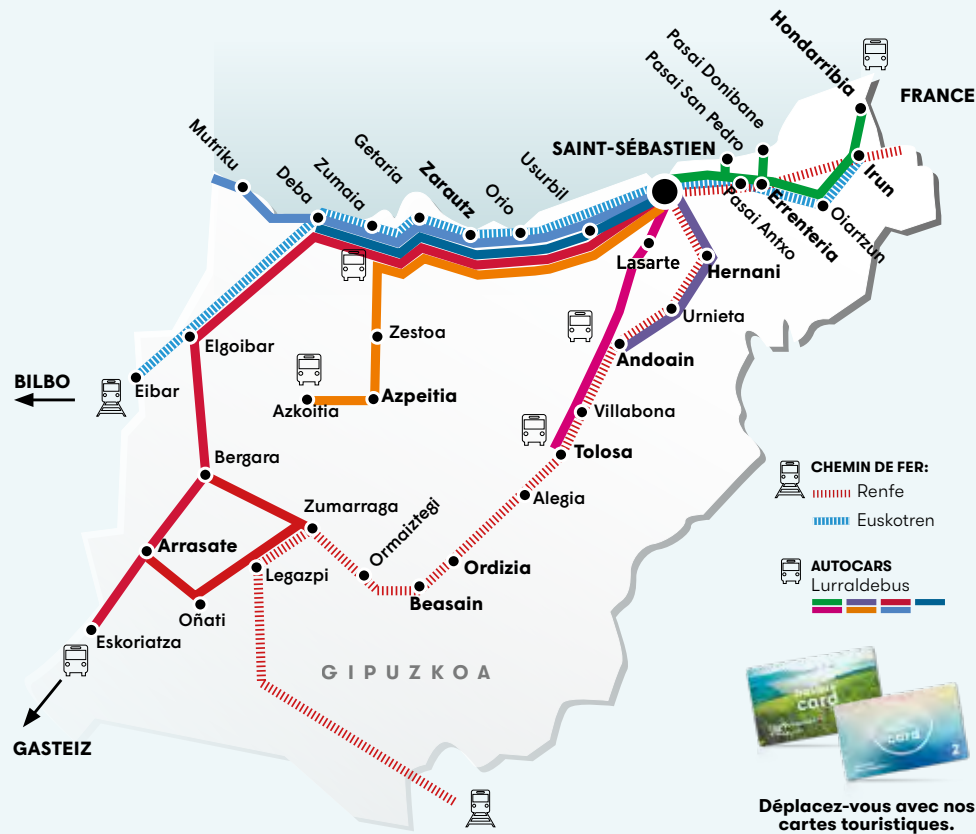 Hondarribia
FRANCE
Pasai Donibane
Pasai San Pedro
SAINT-SÉBASTIEN
Mutriku
Deba
Zumaia
Getaria
Zarautz
Orio
Usurbil
Irun
Oiartzun
Errenteria
Pasai Antxo
Lasarte
Hernani
Urnieta
Andoain
Elgoibar
Zestoa
BILBO
Eibar
Azkoitia
Azpeitia
Villabona
Tolosa
Bergara
Alegia
Zumarraga
Ormaiztegi
Arrasate
Legazpi
Ordizia
Beasain
Oñati
Eskoriatza
GIPUZKOA
GASTEIZ
CHEMIN DE FER:
Renfe
Euskotren
AUTOCARS
Lurraldebus
card
card
2
Déplacez-vous avec nos
cartes touristiques.